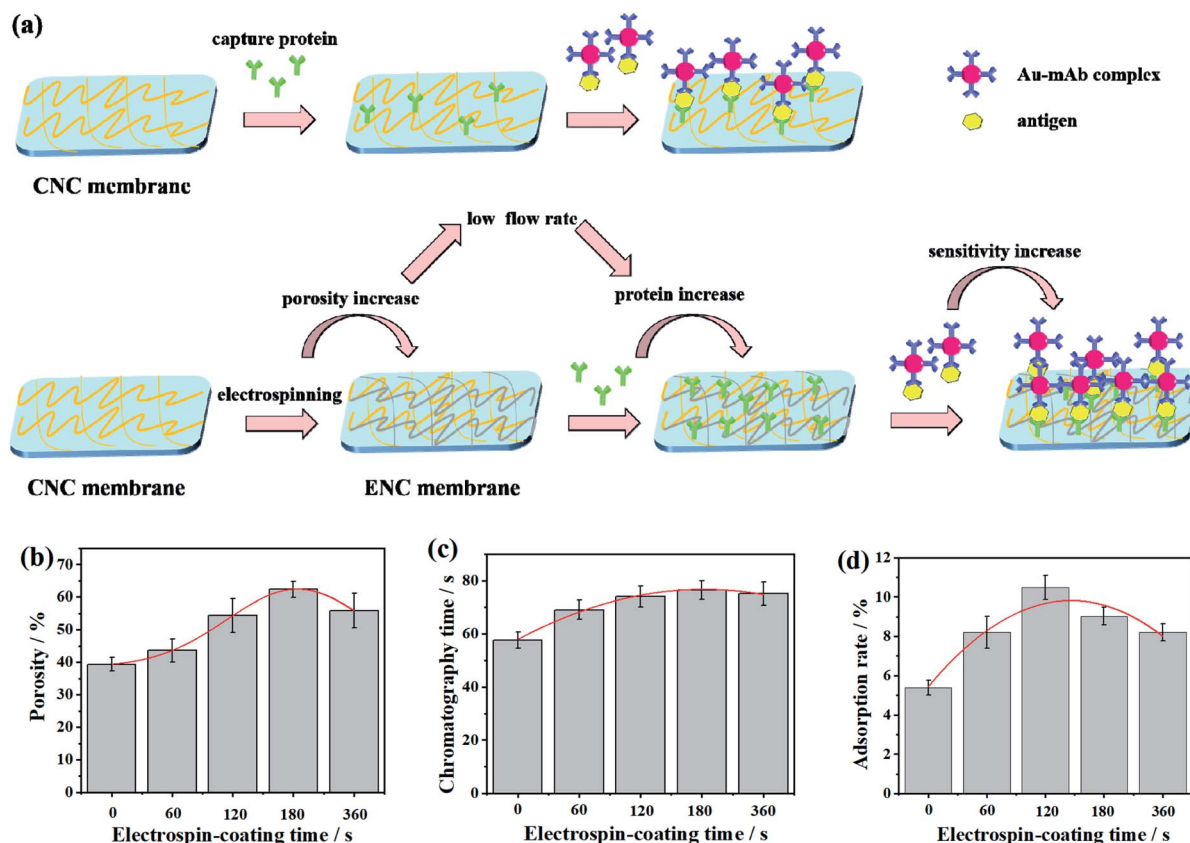 (a)
capture protein
Au-mAb complex
antigen
CNC membrane
low flow rate
sensitivity increase
porosity increase
protein increase
electrospinning
CNC membrane
ENC membrane
(b)
Porosity / %
70
60
50
40
30
20
10
0
0 60 120 180 360
Electrospin-coating time / s
(c)
Chromatography time / s
80
60
40
20
0
0 60 120 180 360
Electrospin-coating time / s
(d)
Adsorption rate / %
12
10
8
6
4
2
0
0 60 120 180 360
Electrospin-coating time / s